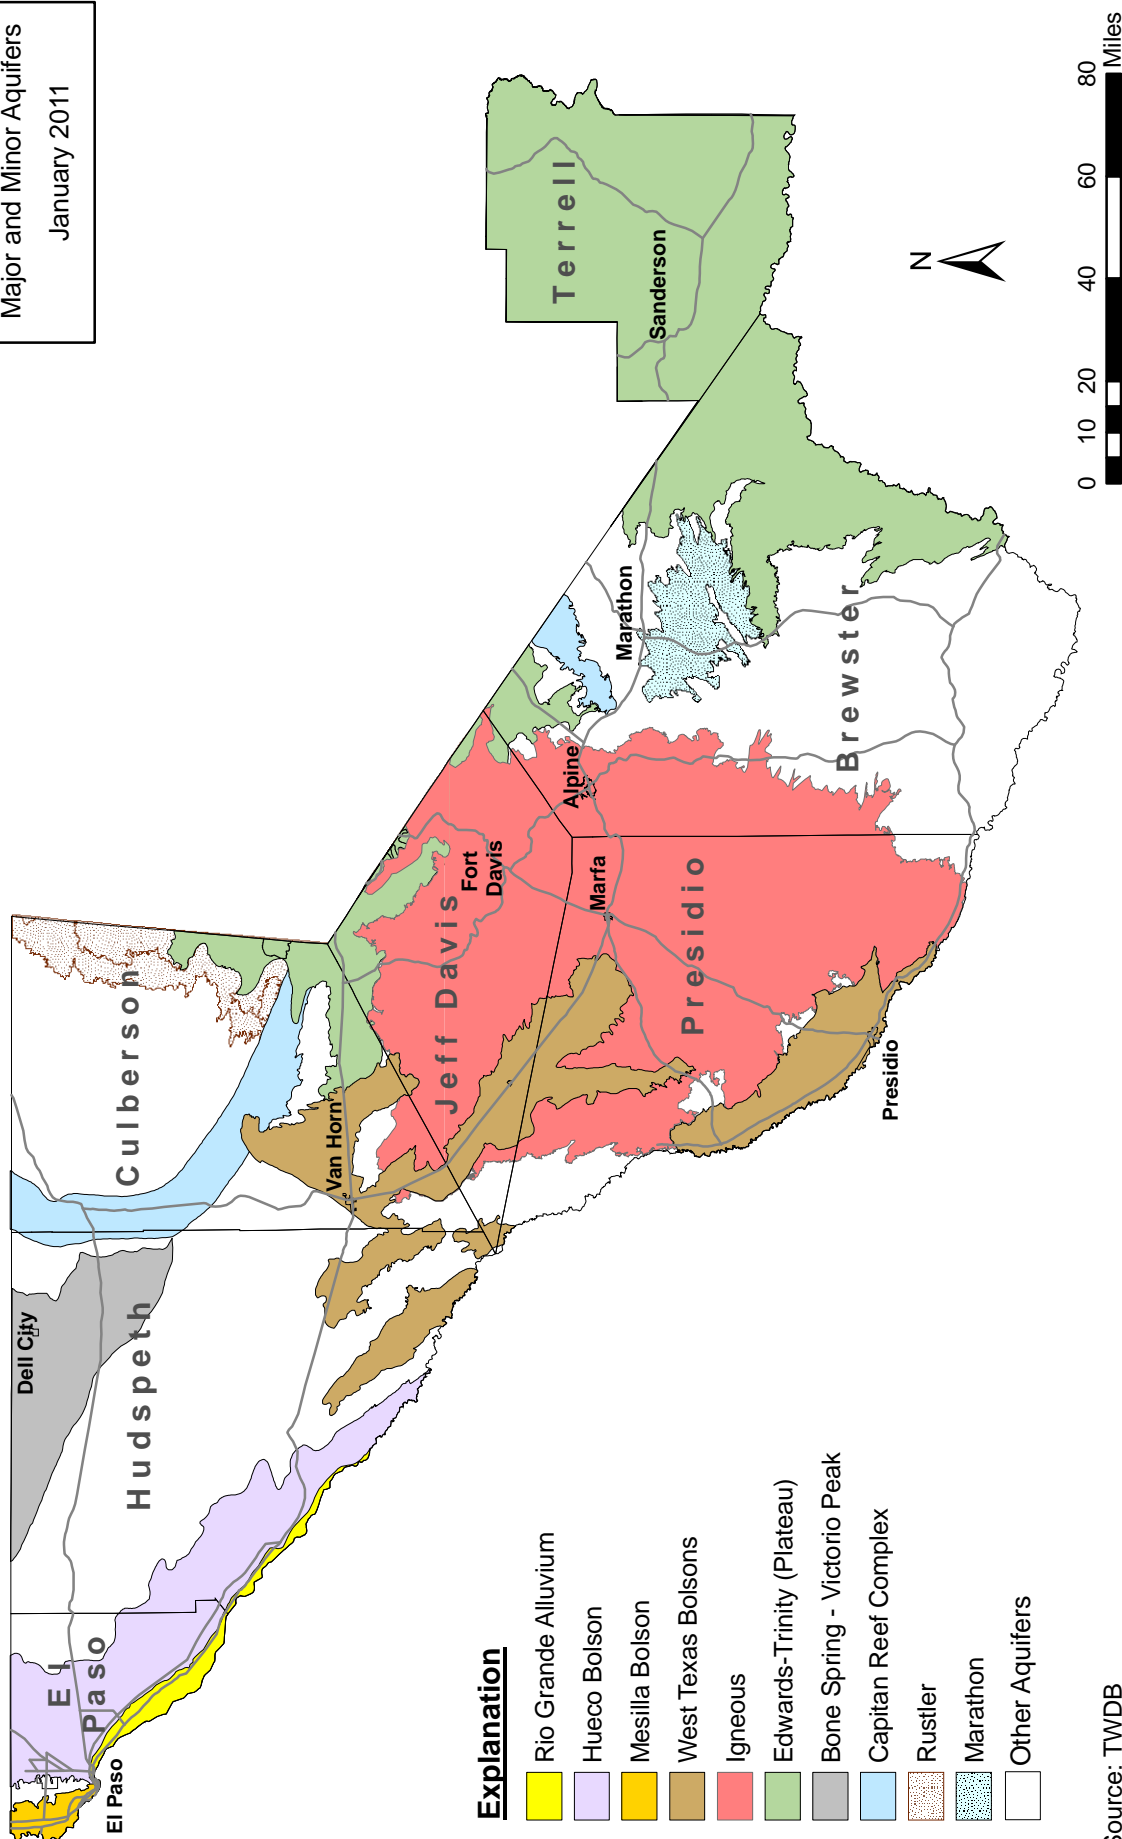 Major and Minor Aquifers
January 2011
El
Paso
El Paso
Hudspeth
Dell City
Culberson
Van Horn
Jeff Davis
Fort
Davis
Presidio
Marfa
Presidio
Alpine
Brewster
Marathon
Terrell
Sanderson
Explanation
Rio Grande Alluvium
Hueco Bolson
Mesilla Bolson
West Texas Bolsons
Igneous
Edwards-Trinity (Plateau)
Bone Spring - Victorio Peak
Capitan Reef Complex
Rustler
Marathon
Other Aquifers
N
0 10 20 40 60 80
Miles
Source: TWDB